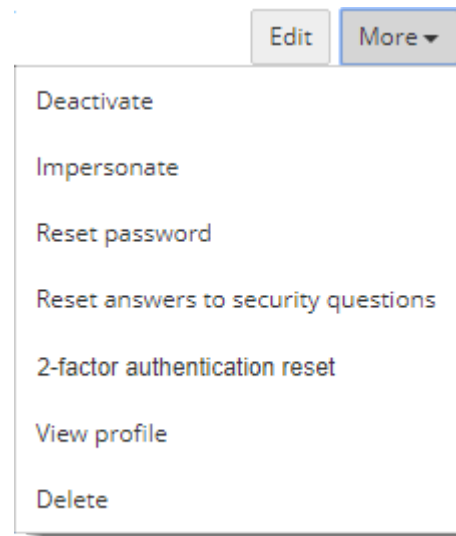 Edit More
Deactivate
Impersonate
Reset password
Reset answers to security questions
2-factor authentication reset
View profile
Delete